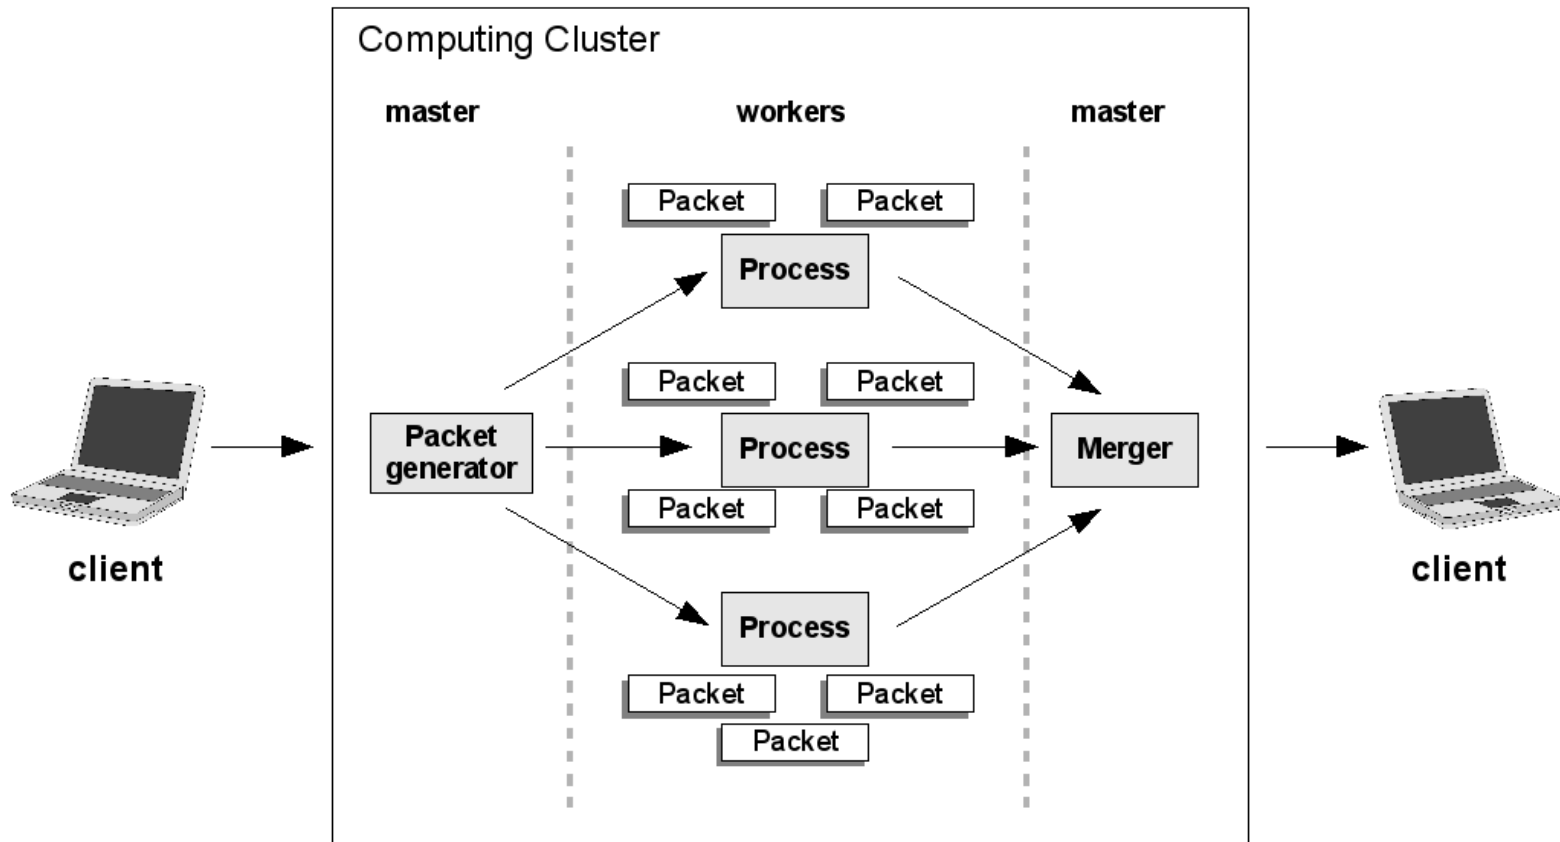 Computing Cluster
master
workers
master
Packet
Packet
Process
Packet
Packet
Packet
generator
Process
Merger
Packet
Packet
client
client
Process
Packet
Packet
Packet